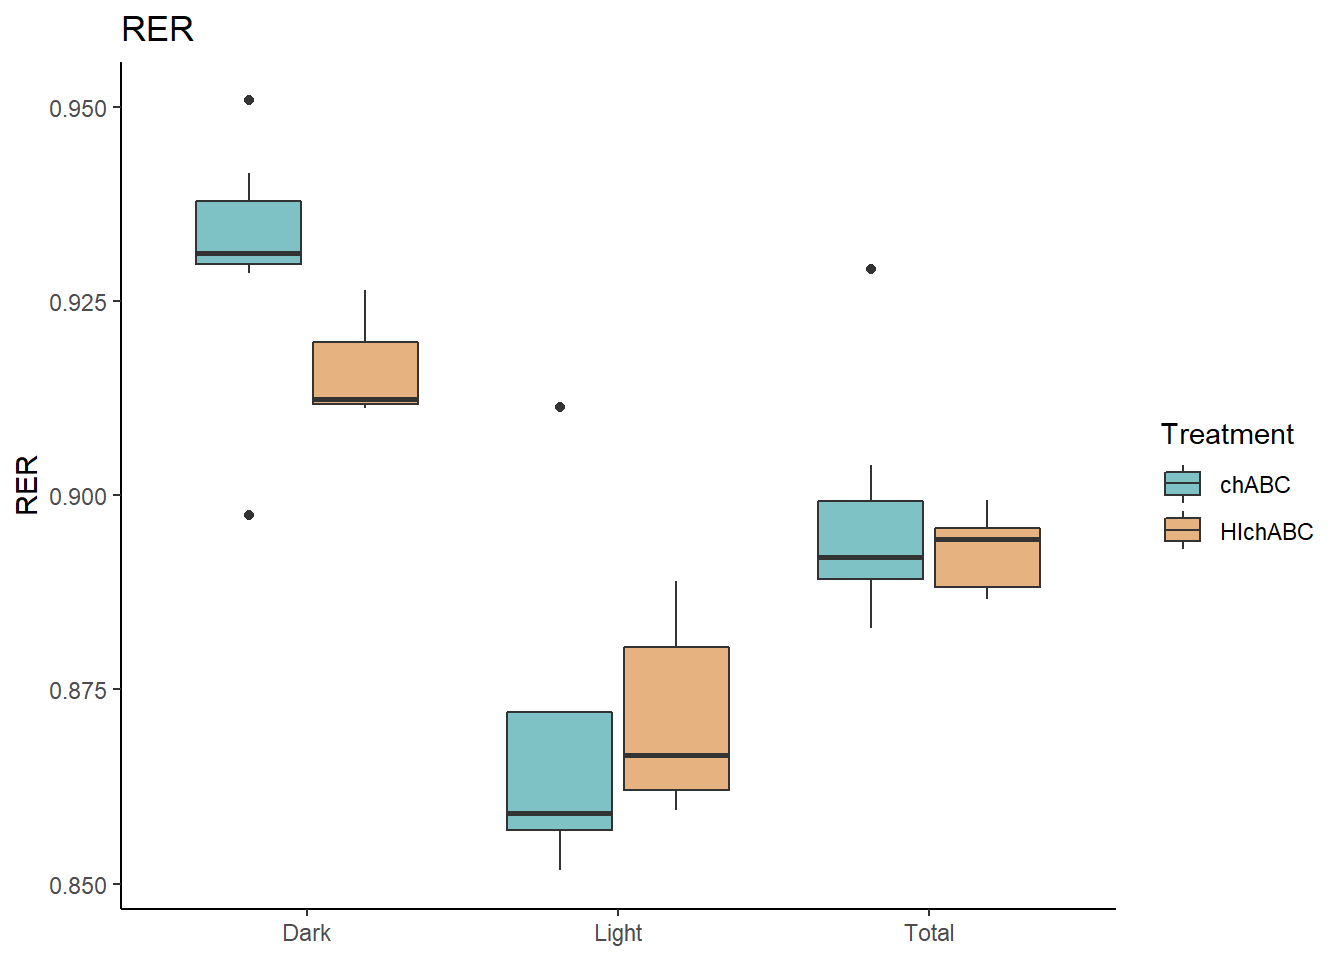 RER
0.950
0.925
0.900
0.875
0.850
RER
Dark
Light
Total
Treatment
chABC
HIchABC